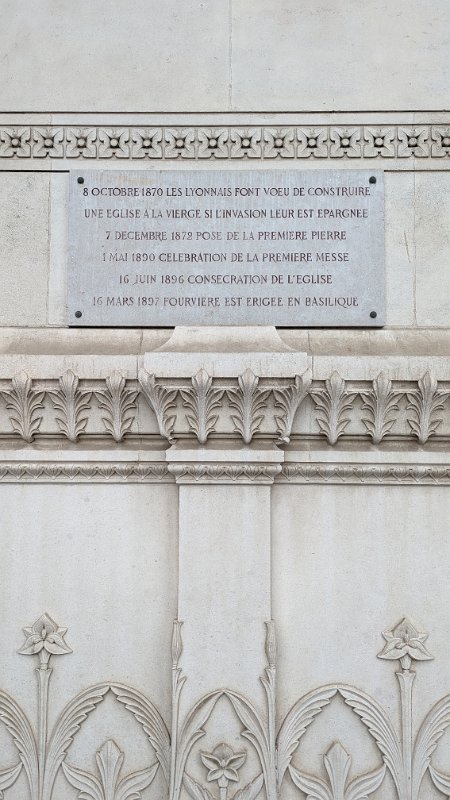 8 OCTOBRE 1870 LES LYONNAIS FONT VOEU DE CONSTRUIRE
UNE EGLISE A LA VIERGE SI L'INVASION LEUR EST EPARGNEE
7 DECEMBRE 1872 POSE DE LA PREMIERE PIERRE
1 MAI 1890 CELEBRATION DE LA PREMIERE MESSE
16 JUIN 1896 CONSECRATION DE L'EGLISE
16 MARS 1897 FOURVIERE EST ERIGEE EN BASILIQUE